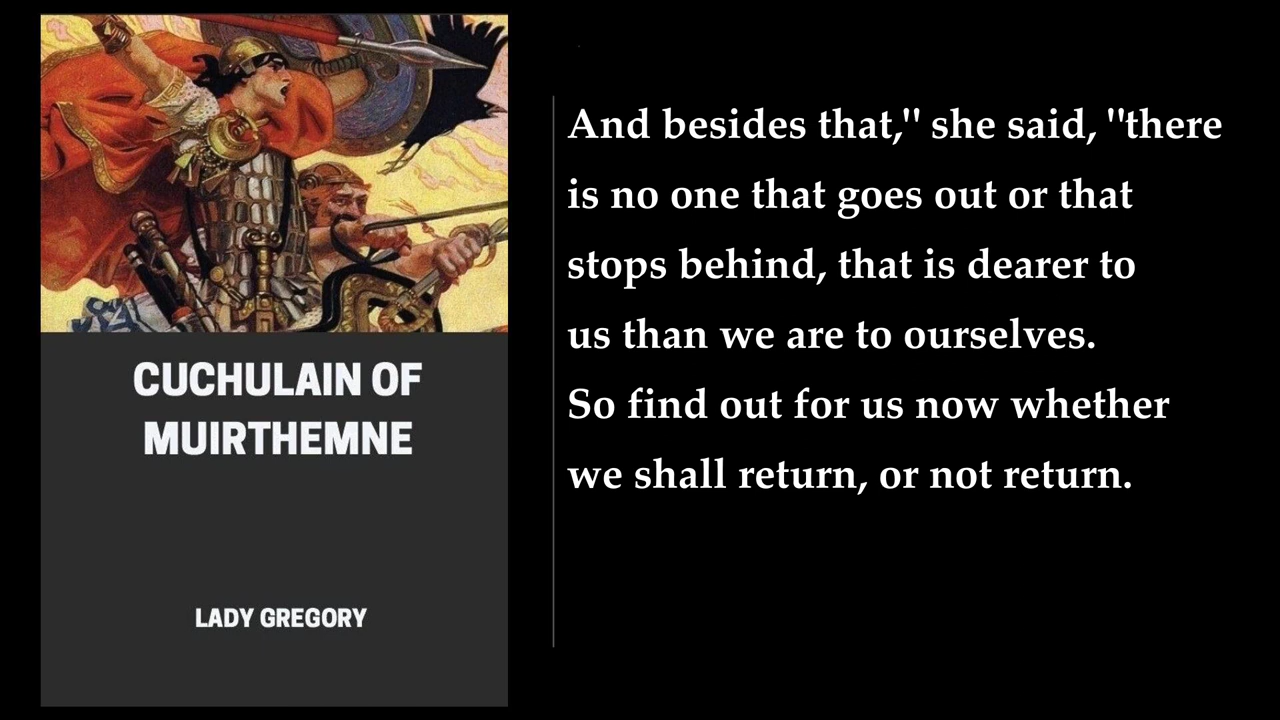 CUCHULAIN OF
MUIRTHEMNE
LADY GREGORY
And besides that," she said, "there
is no one that goes out or that
stops behind, that is dearer to
us than we are to ourselves.
So find out for us now whether
we shall return, or not return.